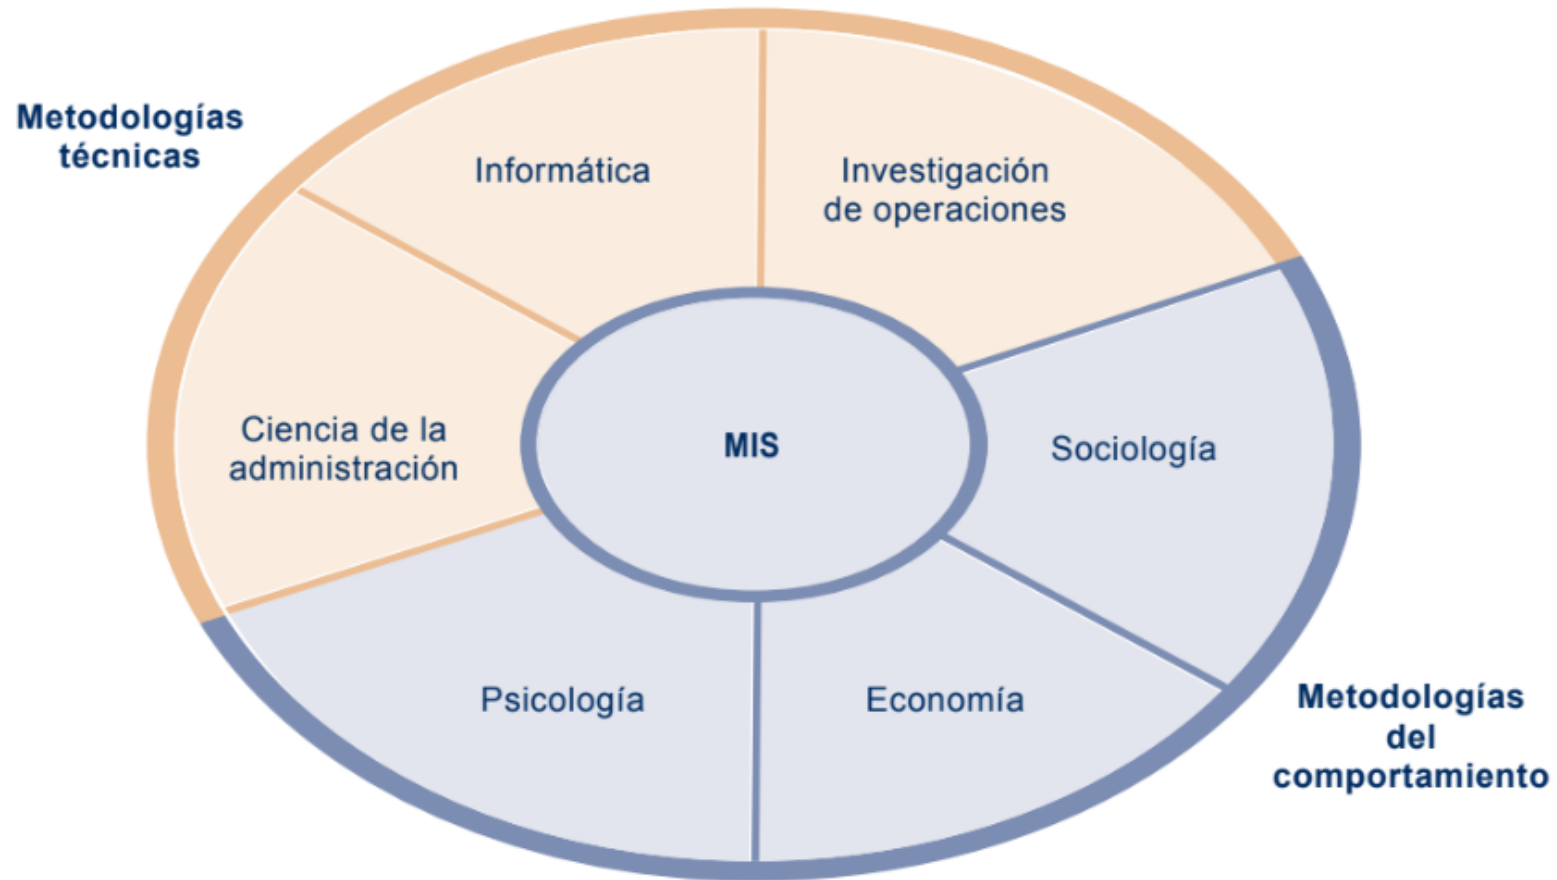 Metodologías
técnicas
Informática
Investigación
de operaciones
Ciencia de la
administración
MIS
Sociología
Psicología
Economía
Metodologías
del
comportamiento